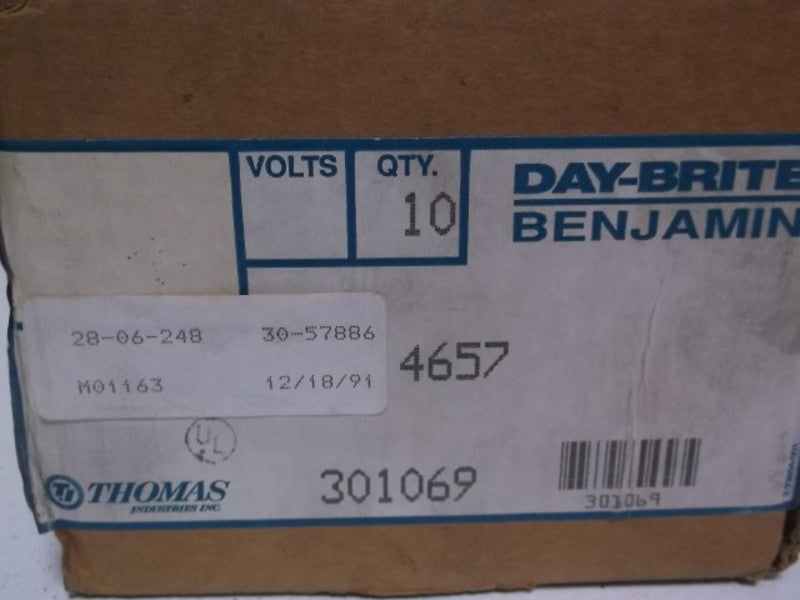 VOLTS
QTY.
10
DAY-BRITE
BENJAMIN
28-06-248 30-57886
M01163 12/18/91
4657
UL
TI THOMAS
INDUSTRIES INC.
301069
301069